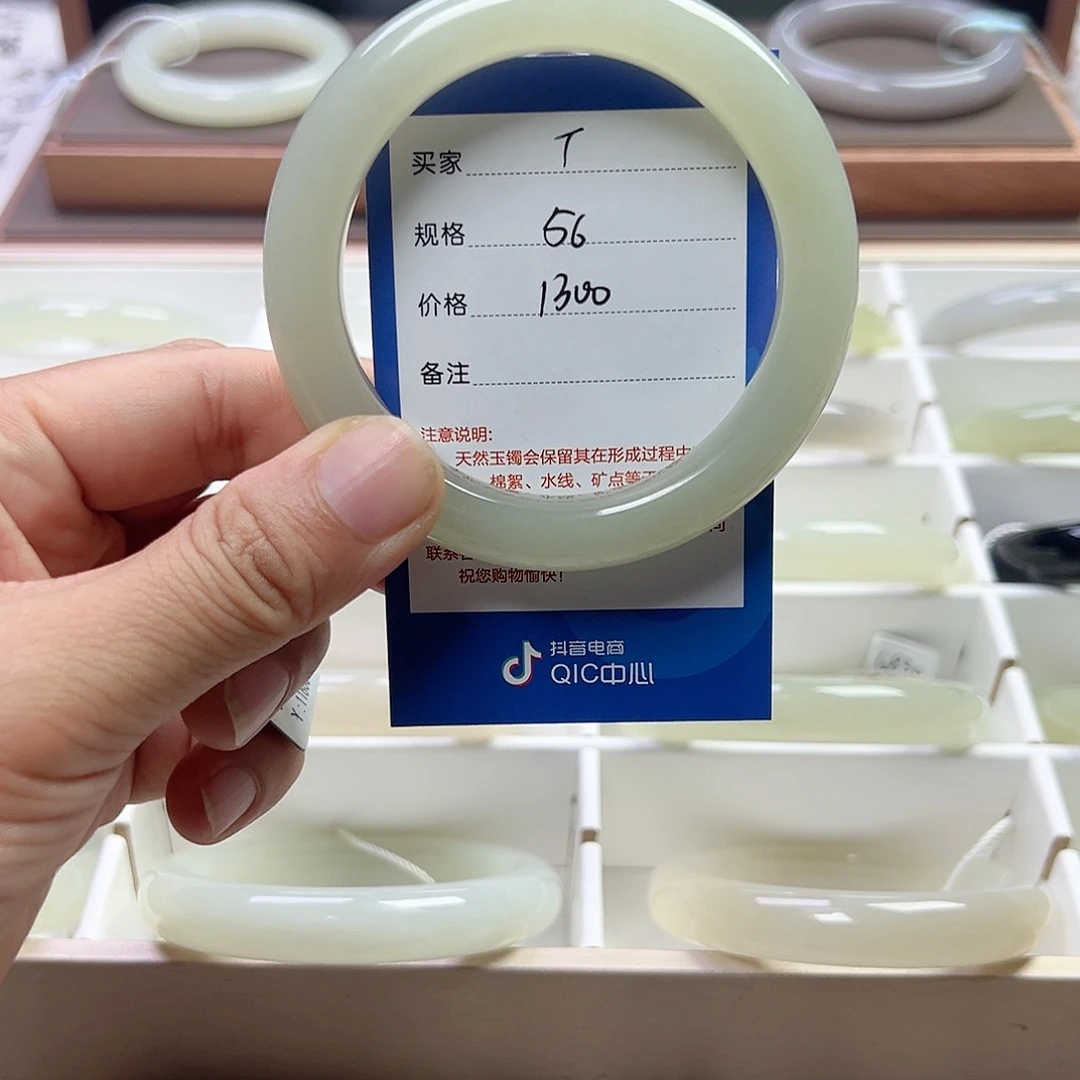 买家 T
规格 56
价格 1300
备注
注意说明:
天然玉镯会保留其在形成过程中
棉絮、水线、矿点等
联系
祝您购物愉快!
抖音电商
QIC中心